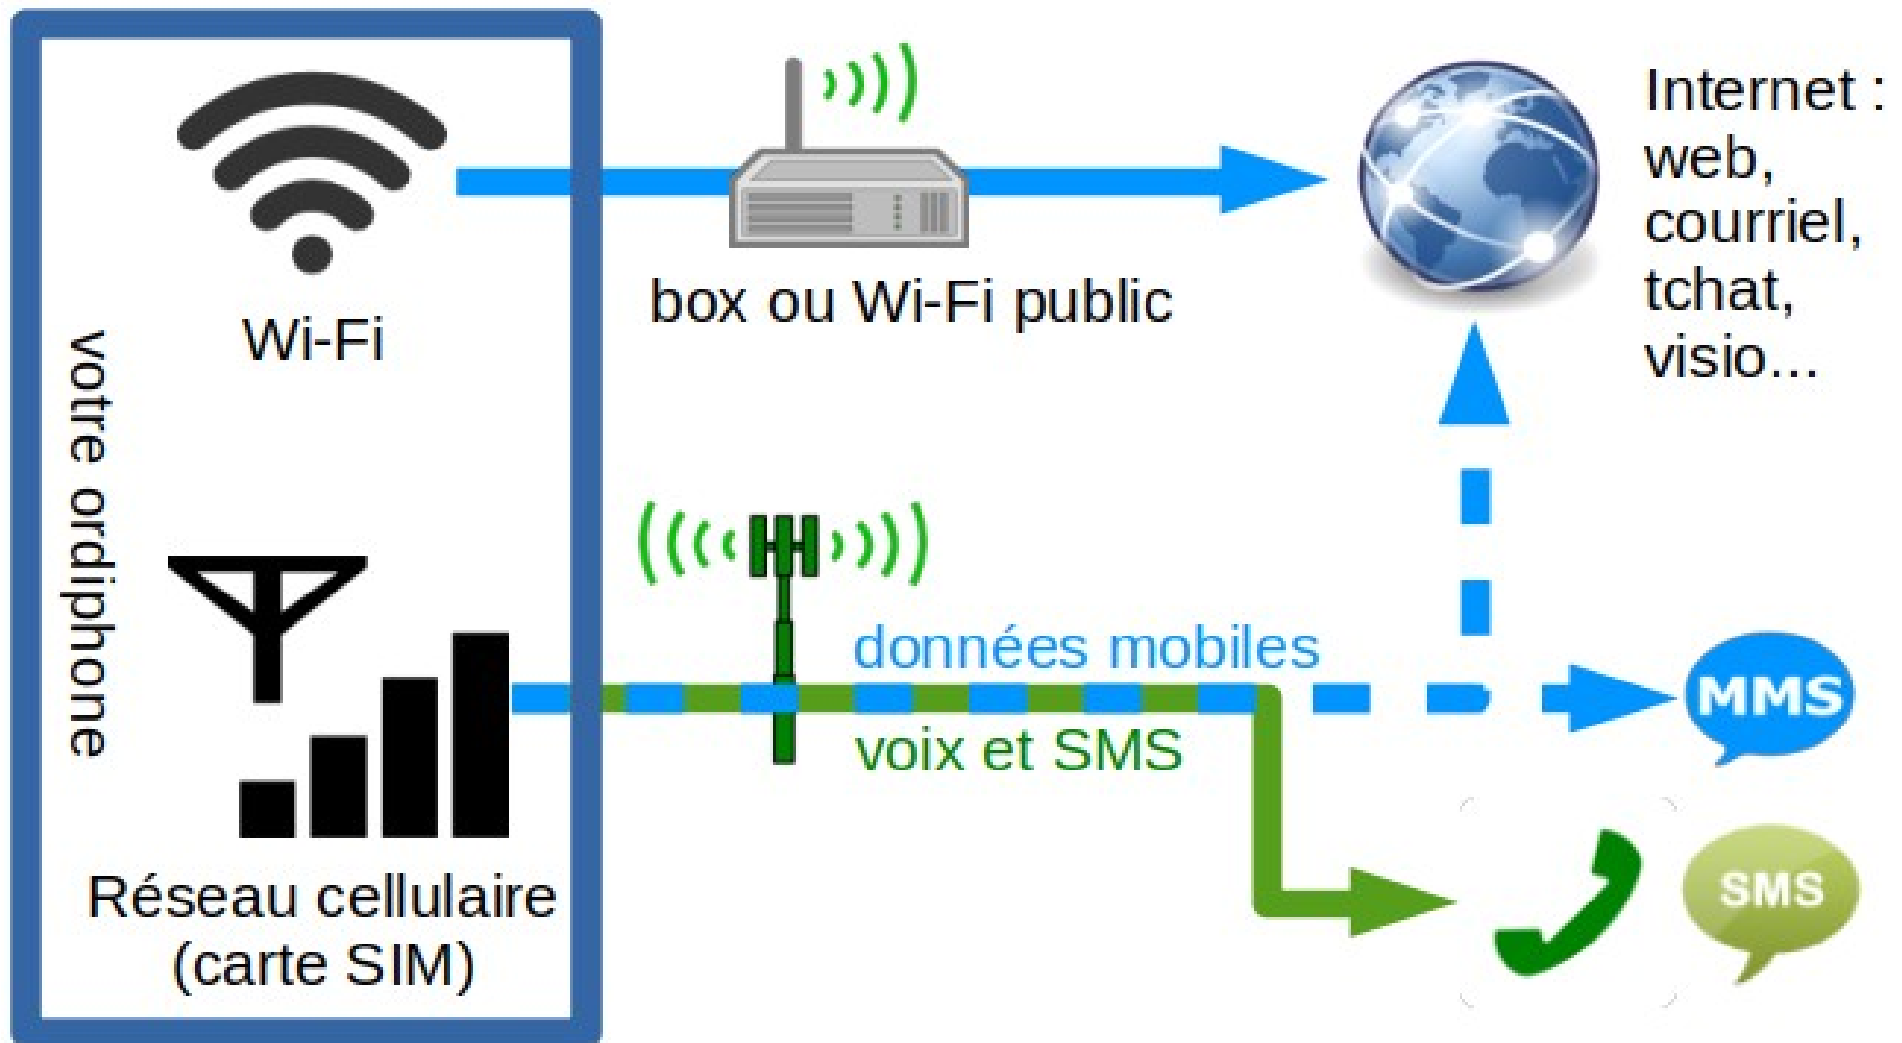 Wi-Fi
box ou Wi-Fi public
Internet :
web,
courriel,
tchat,
visio...
votre ordiphone
données mobiles
voix et SMS
MMS
SMS
Réseau cellulaire
(carte SIM)